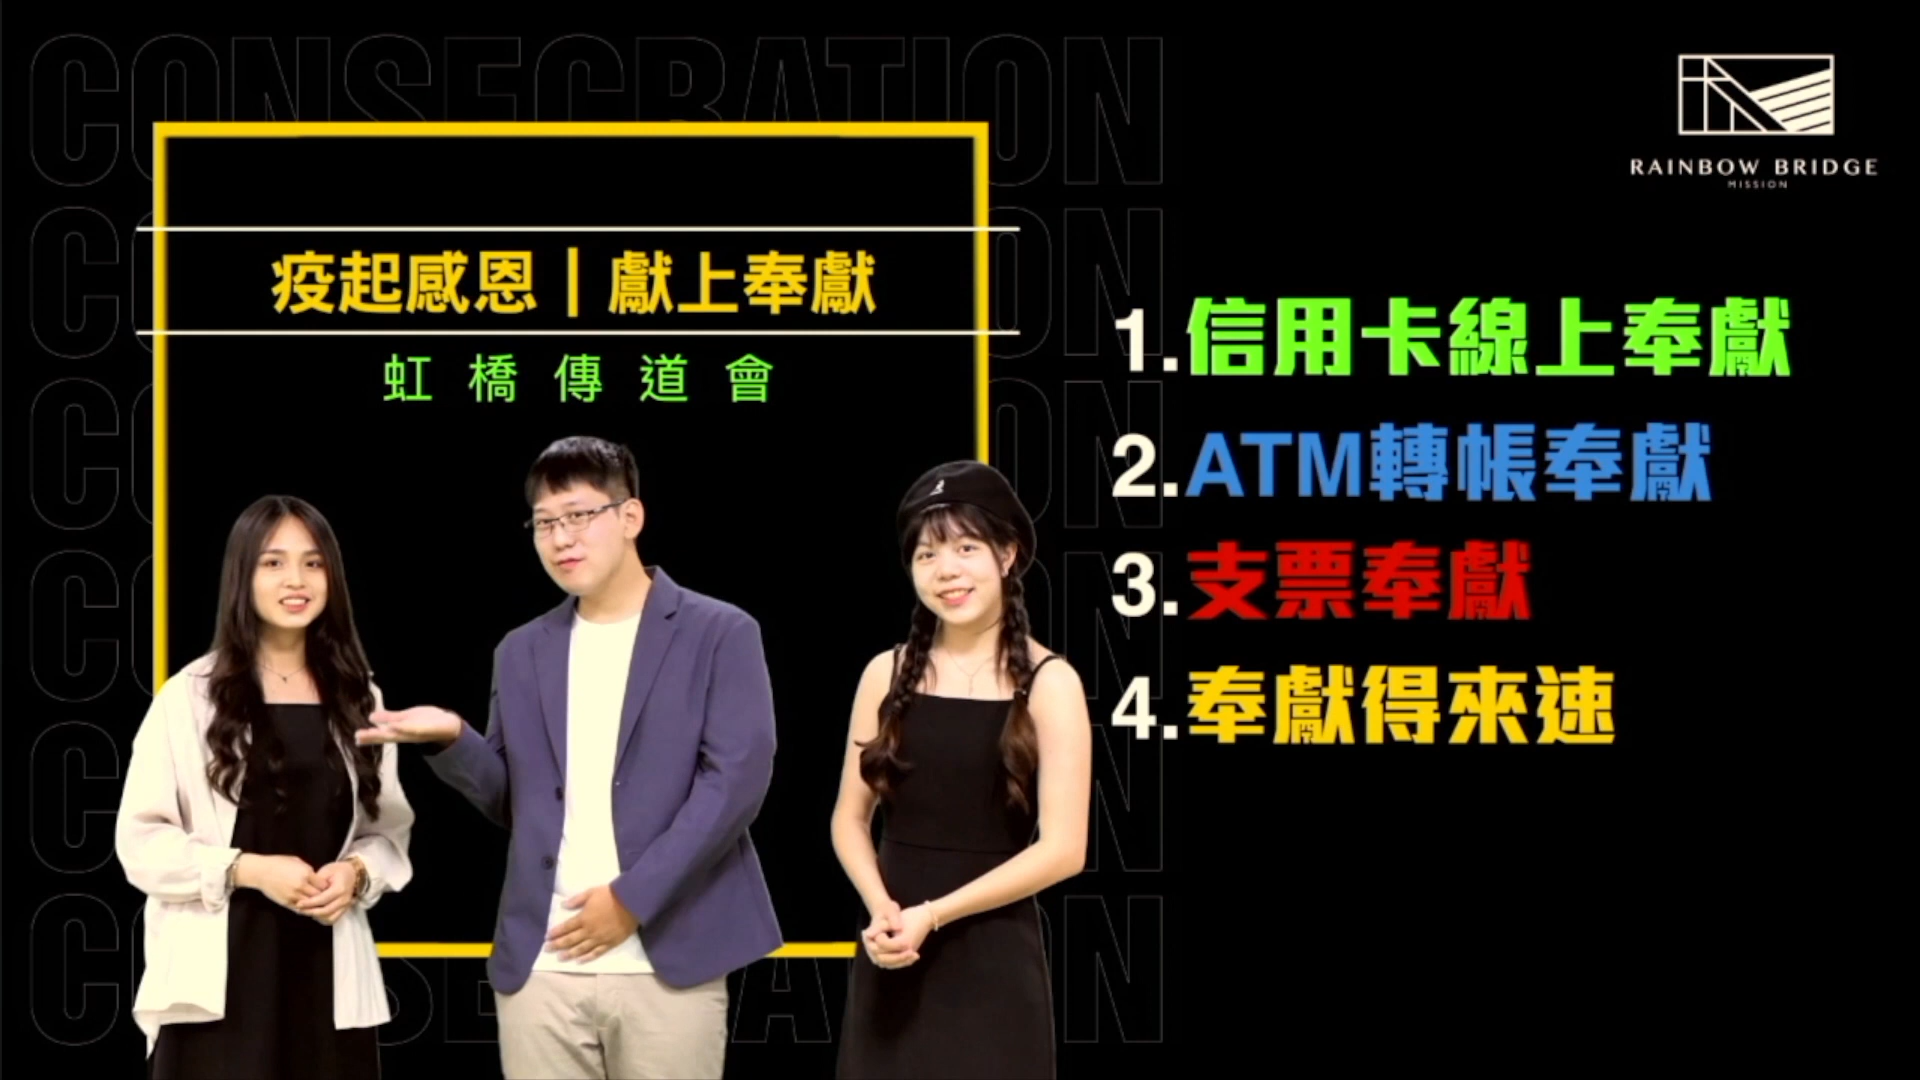 CONSECRATION
疫起感恩｜獻上奉獻
虹橋傳道會
RAINBOW BRIDGE
MISSION
1.信用卡線上奉獻
2.ATM轉帳奉獻
3.支票奉獻
4.奉獻得來速